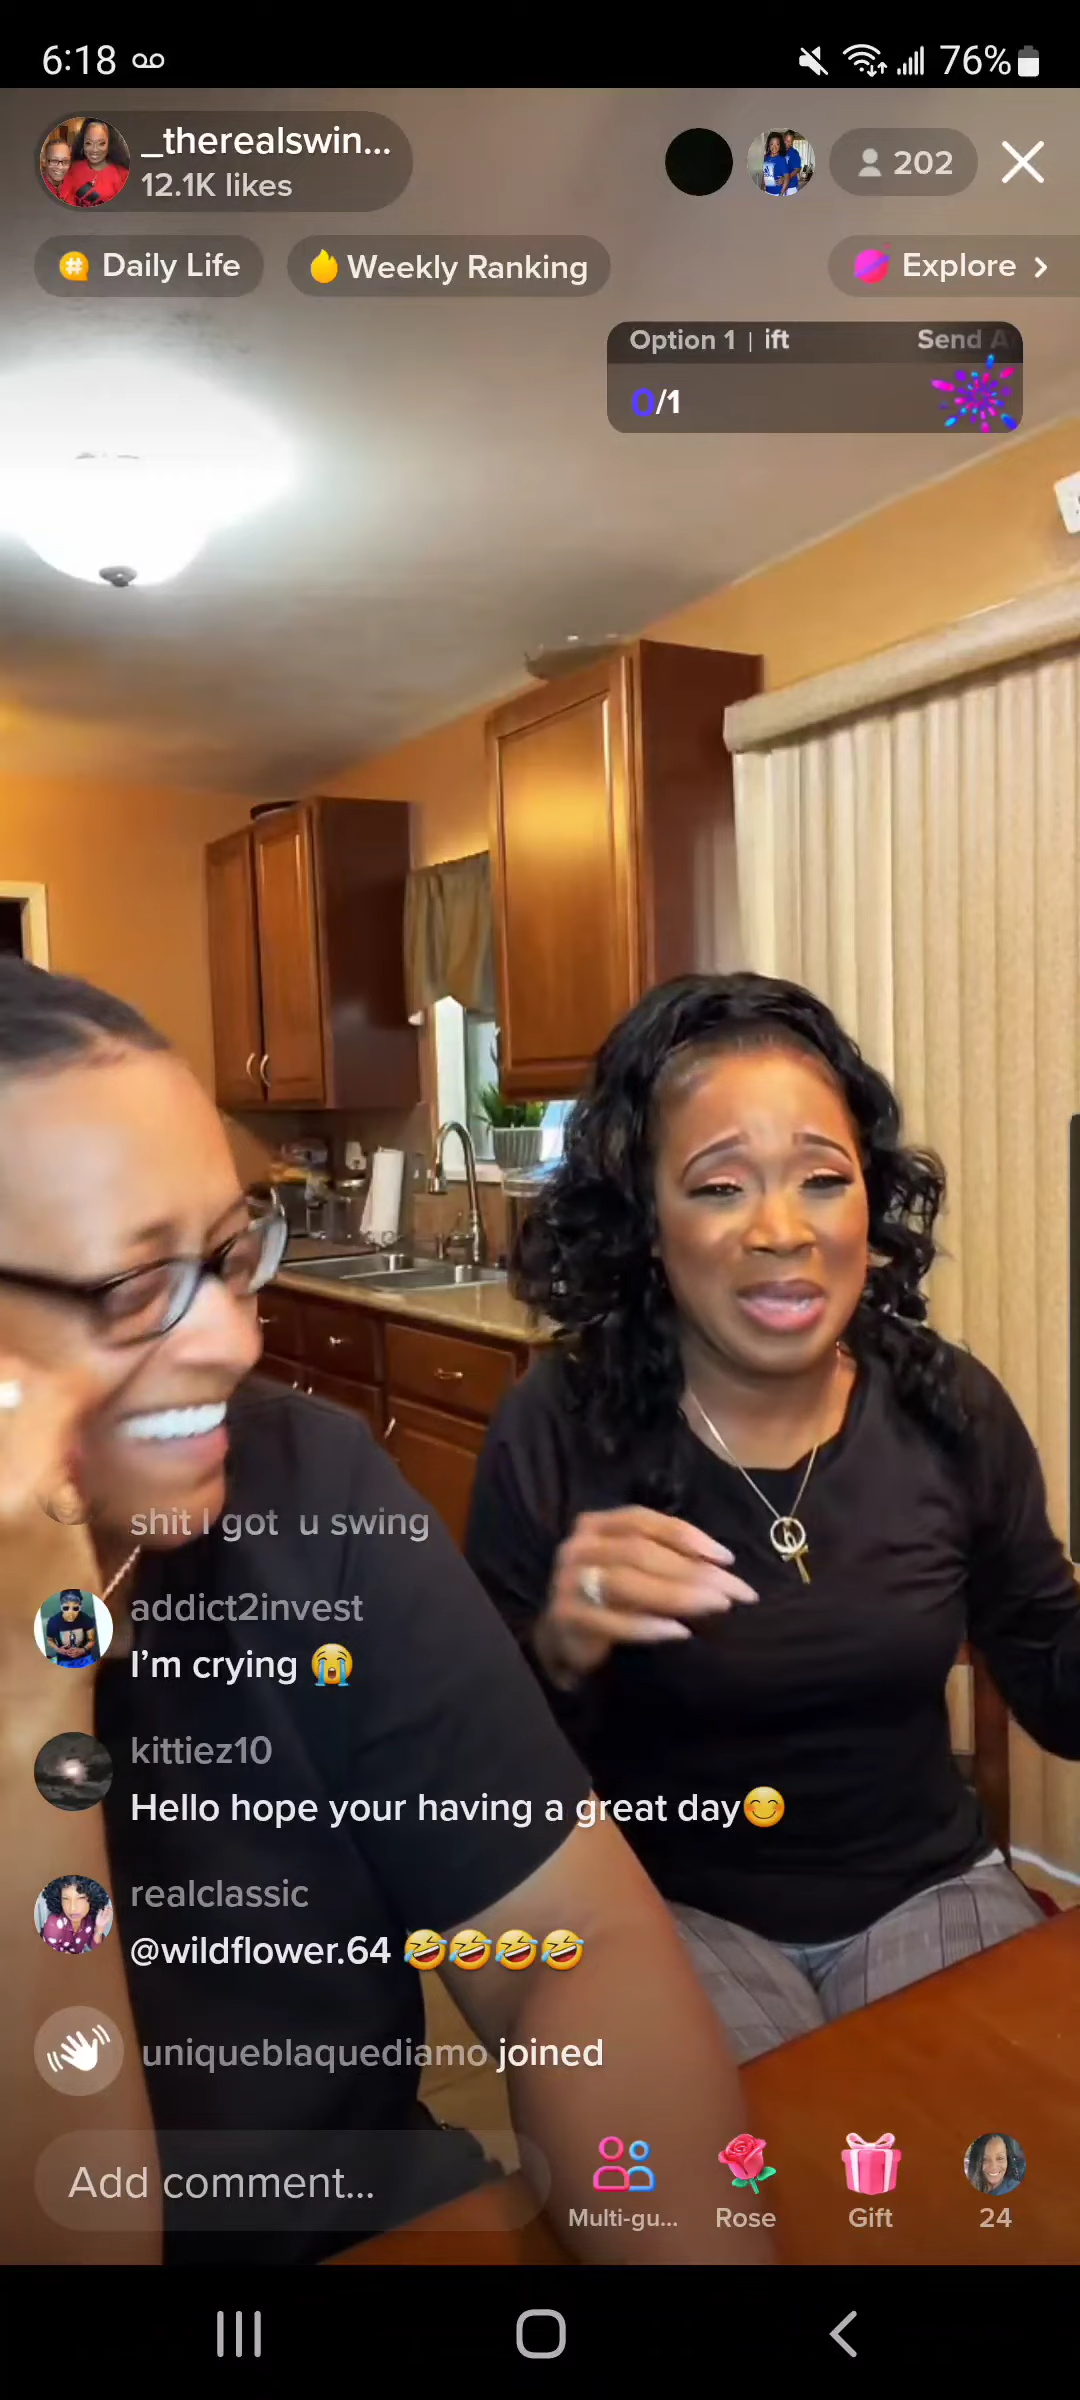 6:18
76%
_therealswin...
12.1K likes
202
Daily Life
Weekly Ranking
Explore >
Option 1 | ift
Send A
0/1
shit I got u swing
addict2invest
I'm crying 😭
kittiez10
Hello hope your having a great day😊
realclassic
@wildflower.64 🤣🤣🤣🤣
uniqueblaquediamo joined
Add comment...
Multi-gu...
Rose
Gift
24